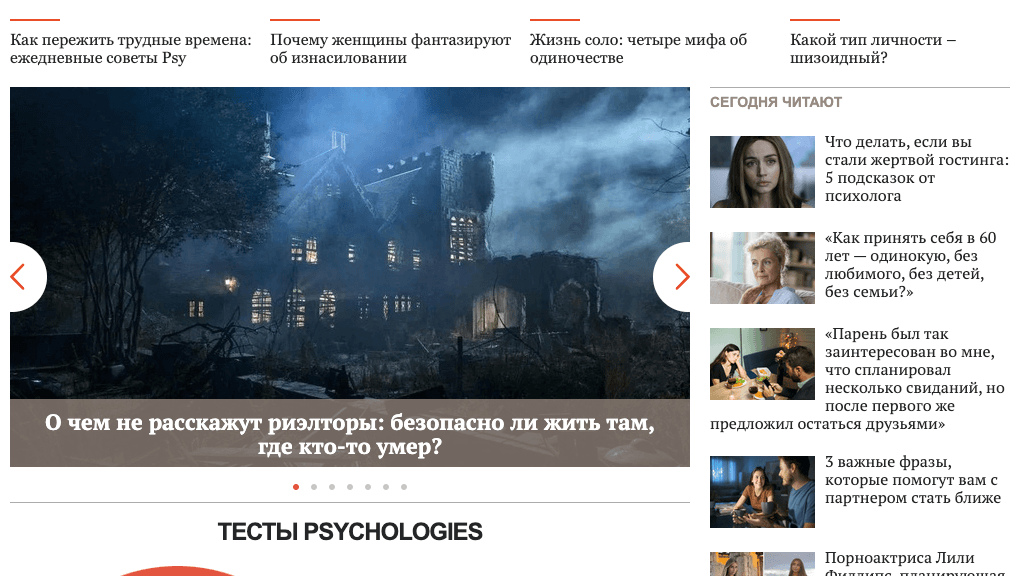 Как пережить трудные времена:
ежедневные советы Psy
Почему женщины фантазируют
об изнасиловании
Жизнь соло: четыре мифа об
одиночестве
Какой тип личности –
шизоидный?
О чем не расскажут риэлторы: безопасно ли жить там,
где кто-то умер?
ТЕСТЫ PSYCHOLOGIES
СЕГОДНЯ ЧИТАЮТ
Что делать, если вы
стали жертвой гостинга:
5 подсказок от
психолога
«Как принять себя в 60
лет — одинокую, без
любимого, без детей,
без семьи?»
«Парень был так
заинтересован во мне,
что спланировал
несколько свиданий, но
после первого же
предложил остаться друзьями»
3 важные фразы,
которые помогут вам с
партнером стать ближе
Порноактриса Лили
Филлипс, планирующая